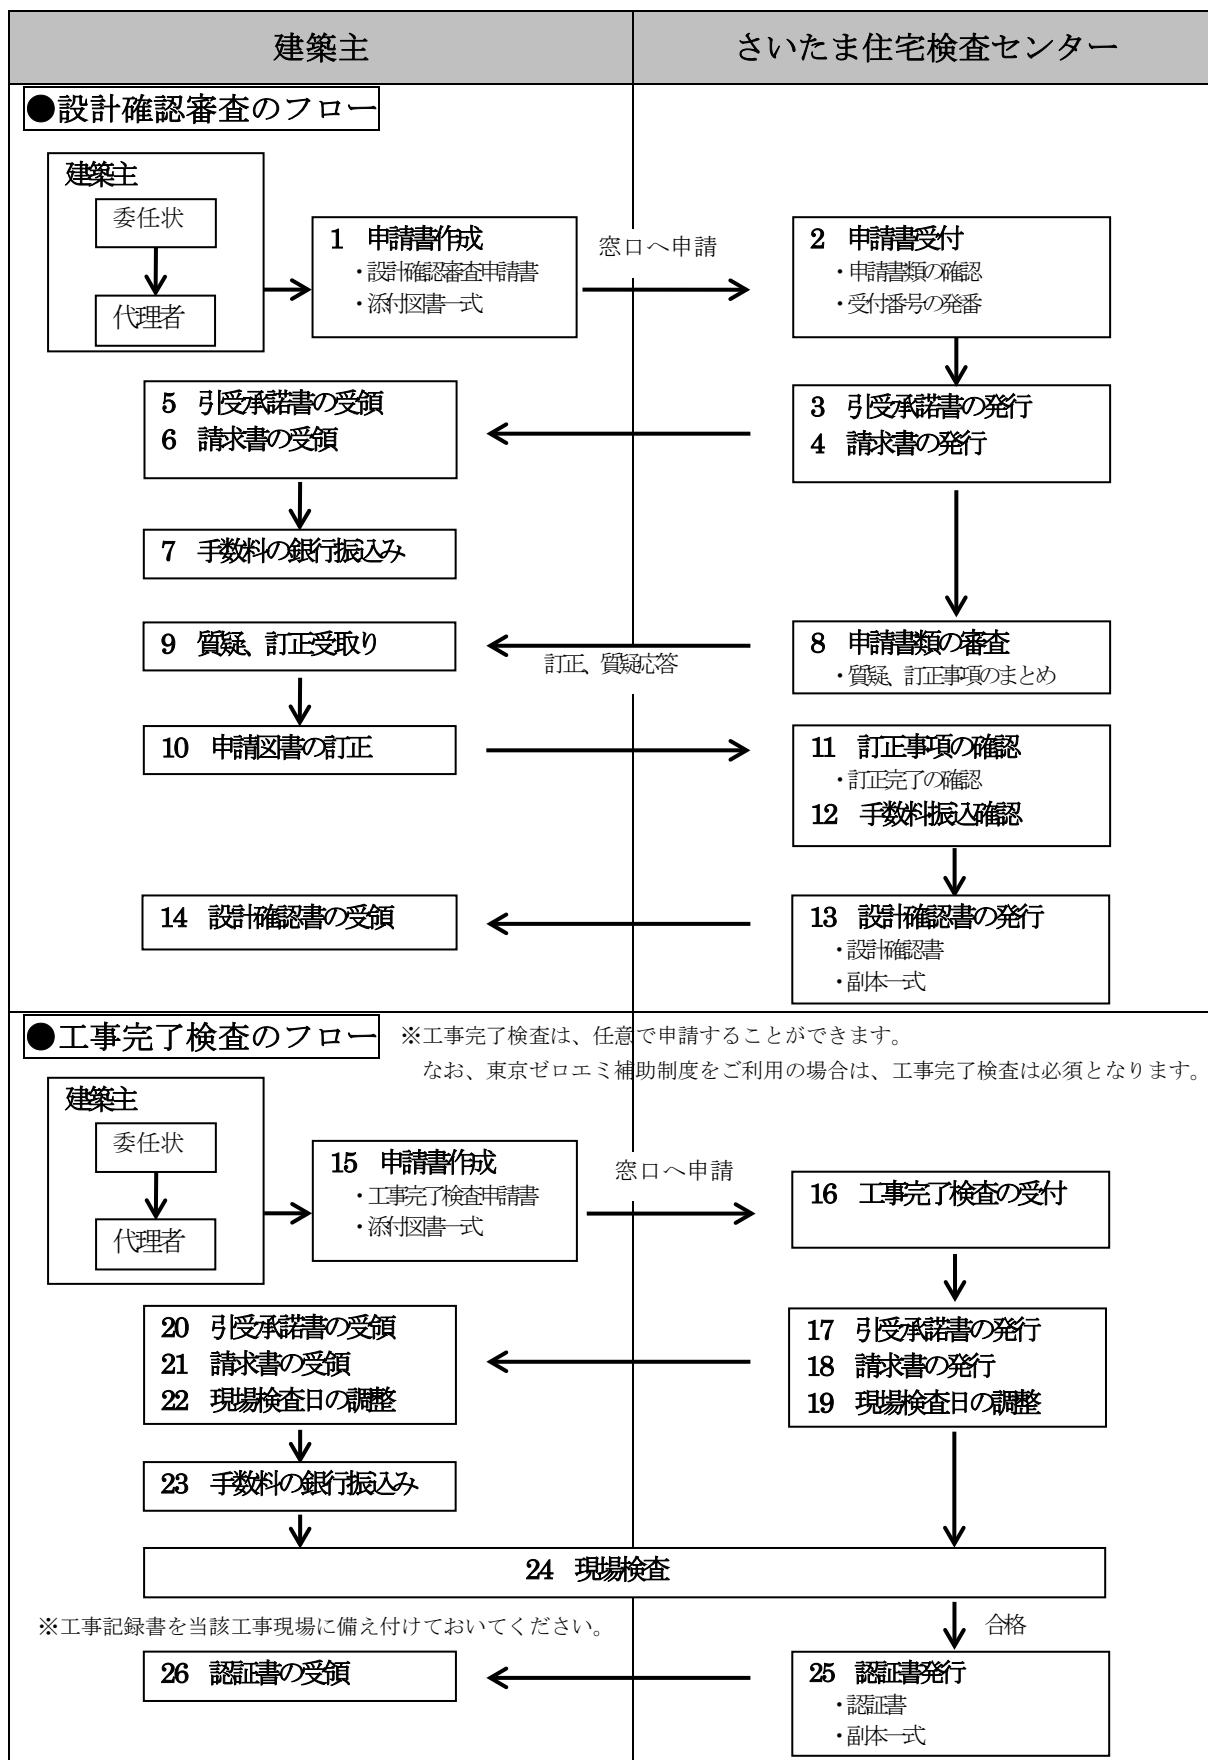 建築主
さいたま住宅検査センター
●設計確認審査のフロー
建築主
委任状
代理者
1 申請書作成
・設計確認審査申請書
・添付図書一式
窓口へ申請
2 申請書受付
・申請書類の確認
・受付番号の発番
5 引受承諾書の受領
6 請求書の受領
3 引受承諾書の発行
4 請求書の発行
7 手数料の銀行振込み
9 質疑、訂正受取り
訂正、質疑応答
8 申請書類の審査
・質疑、訂正事項のまとめ
10 申請図書の訂正
11 訂正事項の確認
・訂正完了の確認
12 手数料振込確認
14 設計確認書の受領
13 設計確認書の発行
・設計確認書
・副本一式
●工事完了検査のフロー
※工事完了検査は、任意で申請することができます。
なお、東京ゼロエミ補助制度をご利用の場合は、工事完了検査は必須となります。
建築主
委任状
代理者
15 申請書作成
・工事完了検査申請書
・添付図書一式
窓口へ申請
16 工事完了検査の受付
20 引受承諾書の受領
21 請求書の受領
22 現場検査日の調整
17 引受承諾書の発行
18 請求書の発行
19 現場検査日の調整
23 手数料の銀行振込み
24 現場検査
※工事記録書を当該工事現場に備え付けておいてください。
合格
26 認証書の受領
25 認証書発行
・認証書
・副本一式